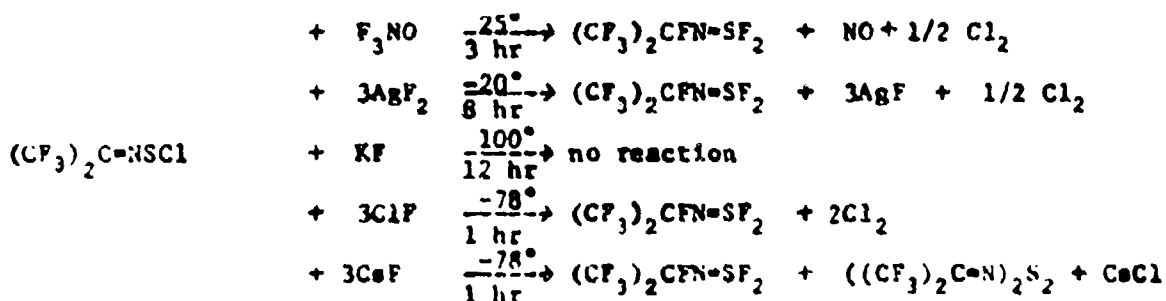 + F₃NO 25° 3 hr → (CF₃)₂CFN=SF₂ + NO + 1/2 Cl₂
+ 3AgF₂ -20° 8 hr → (CF₃)₂CFN=SF₂ + 3AgF + 1/2 Cl₂
(CF₃)₂C=NSCl + KF 100° 12 hr → no reaction
+ 3ClF -78° 1 hr → (CF₃)₂CFN=SF₂ + 2Cl₂
+ 3CsF -78° 1 hr → (CF₃)₂CFN=SF₂ + ((CF₃)₂C=N)₂S₂ + CsCl